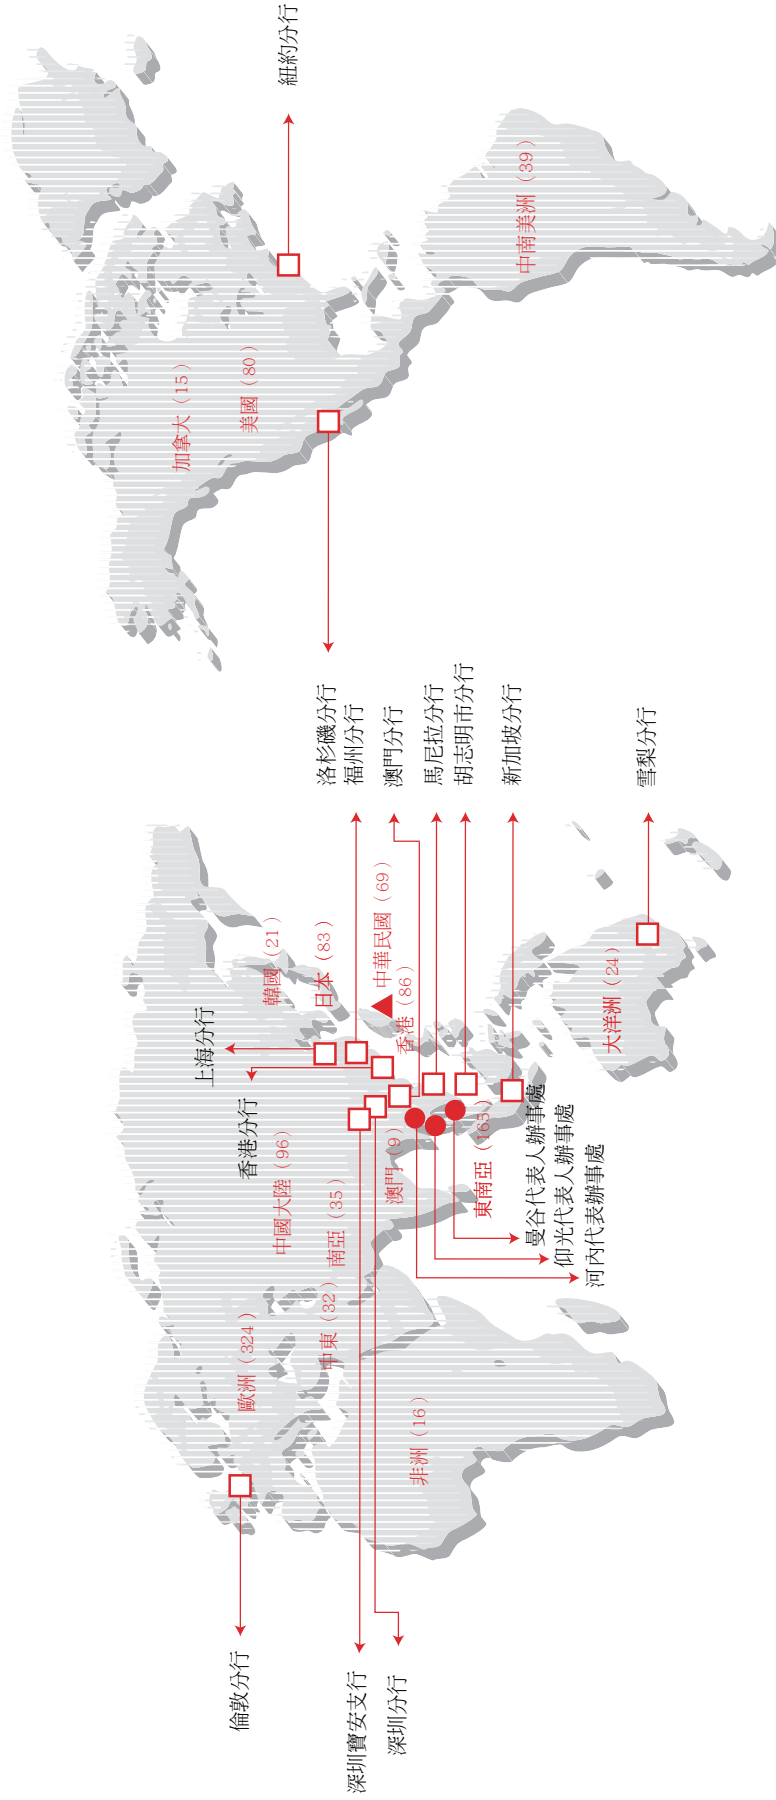 倫敦分行
歐洲（324）
深圳寶安支行
深圳分行
非洲（16）
中東（32）
南亞（35）
中國大陸（96）
香港分行
上海分行
韓國（21）
日本（83）
中華民國（69）
香港（86）
澳門（9）
東南亞（165）
曼谷代表人辦事處
仰光代表人辦事處
河內代表辦事處
大洋洲（24）
洛杉磯分行
福州分行
澳門分行
馬尼拉分行
胡志明市分行
新加坡分行
雪梨分行
加拿大（15）
美國（80）
紐約分行
中南美洲（39）